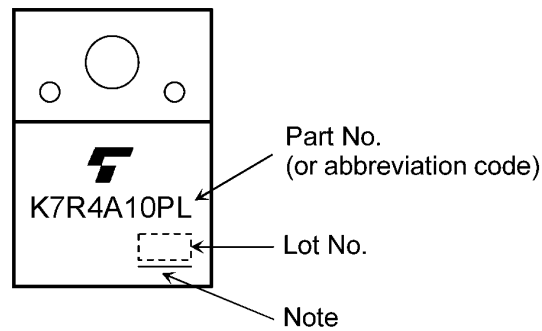 Part No.
(or abbreviation code)
K7R4A10PL
Lot No.
Note